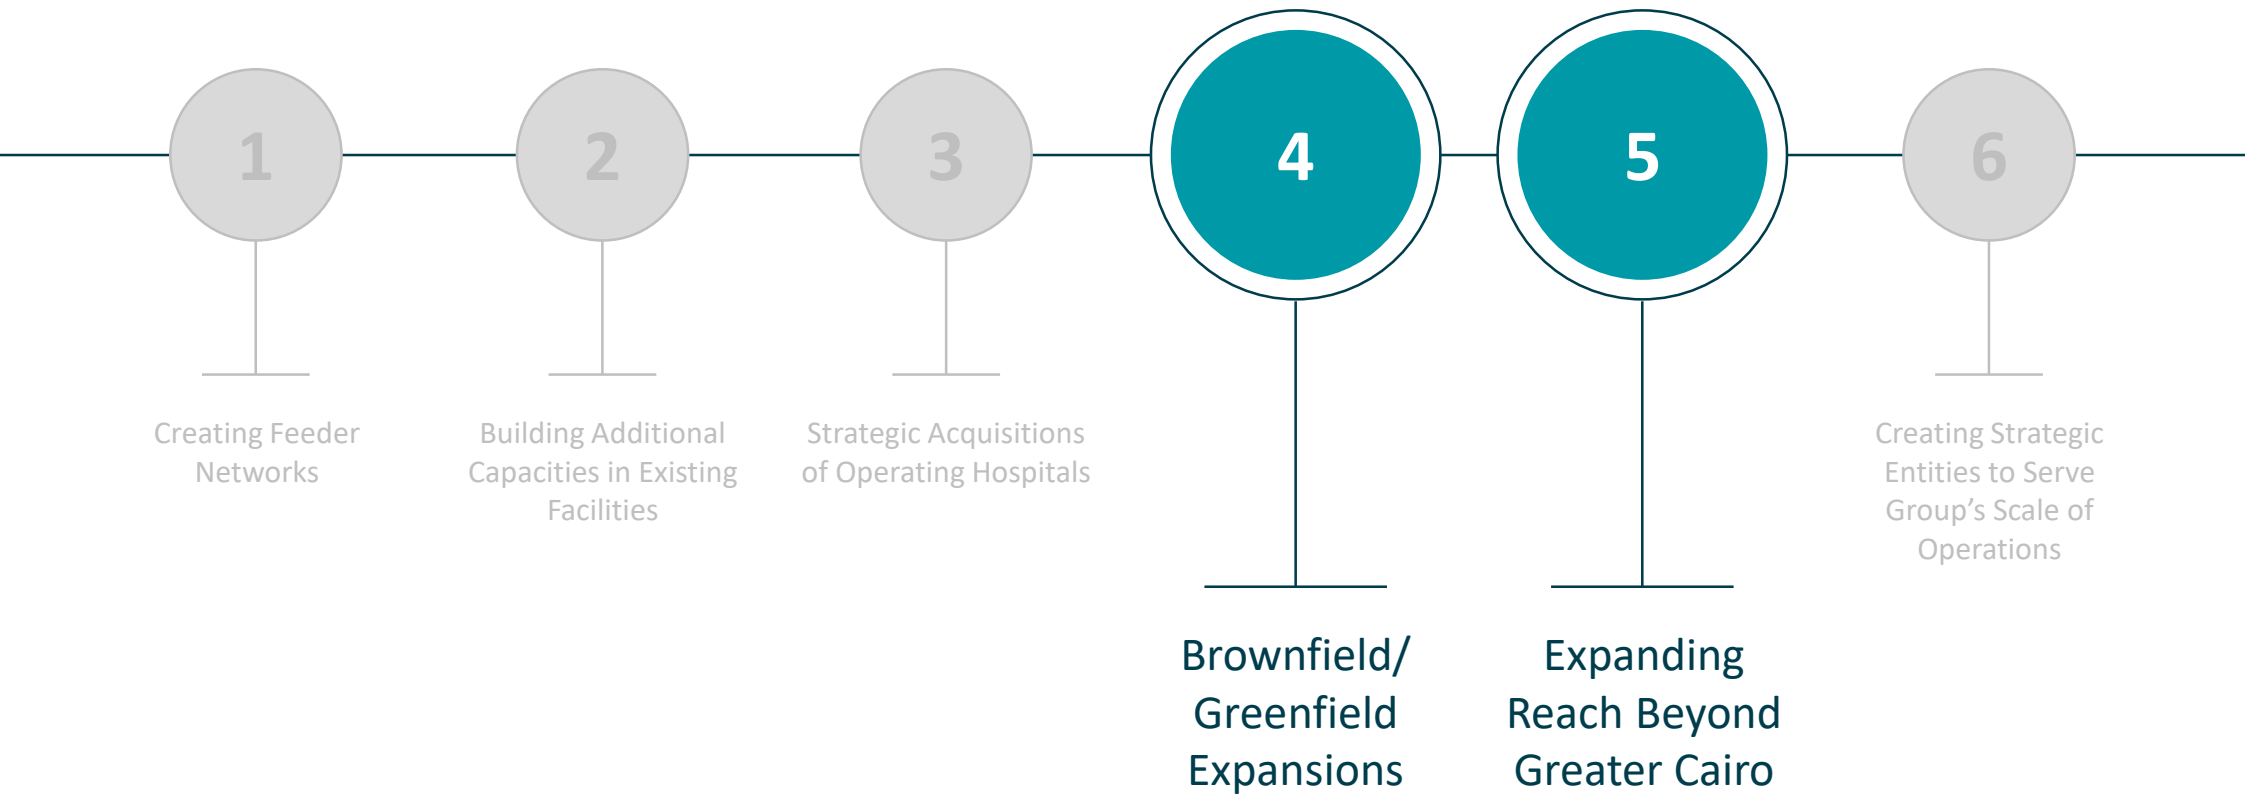 1
2
3
4
5
6
Creating Feeder
Networks
Building Additional
Capacities in Existing
Facilities
Strategic Acquisitions
of Operating Hospitals
Brownfield/
Greenfield
Expansions
Expanding
Reach Beyond
Greater Cairo
Creating Strategic
Entities to Serve
Group’s Scale of
Operations